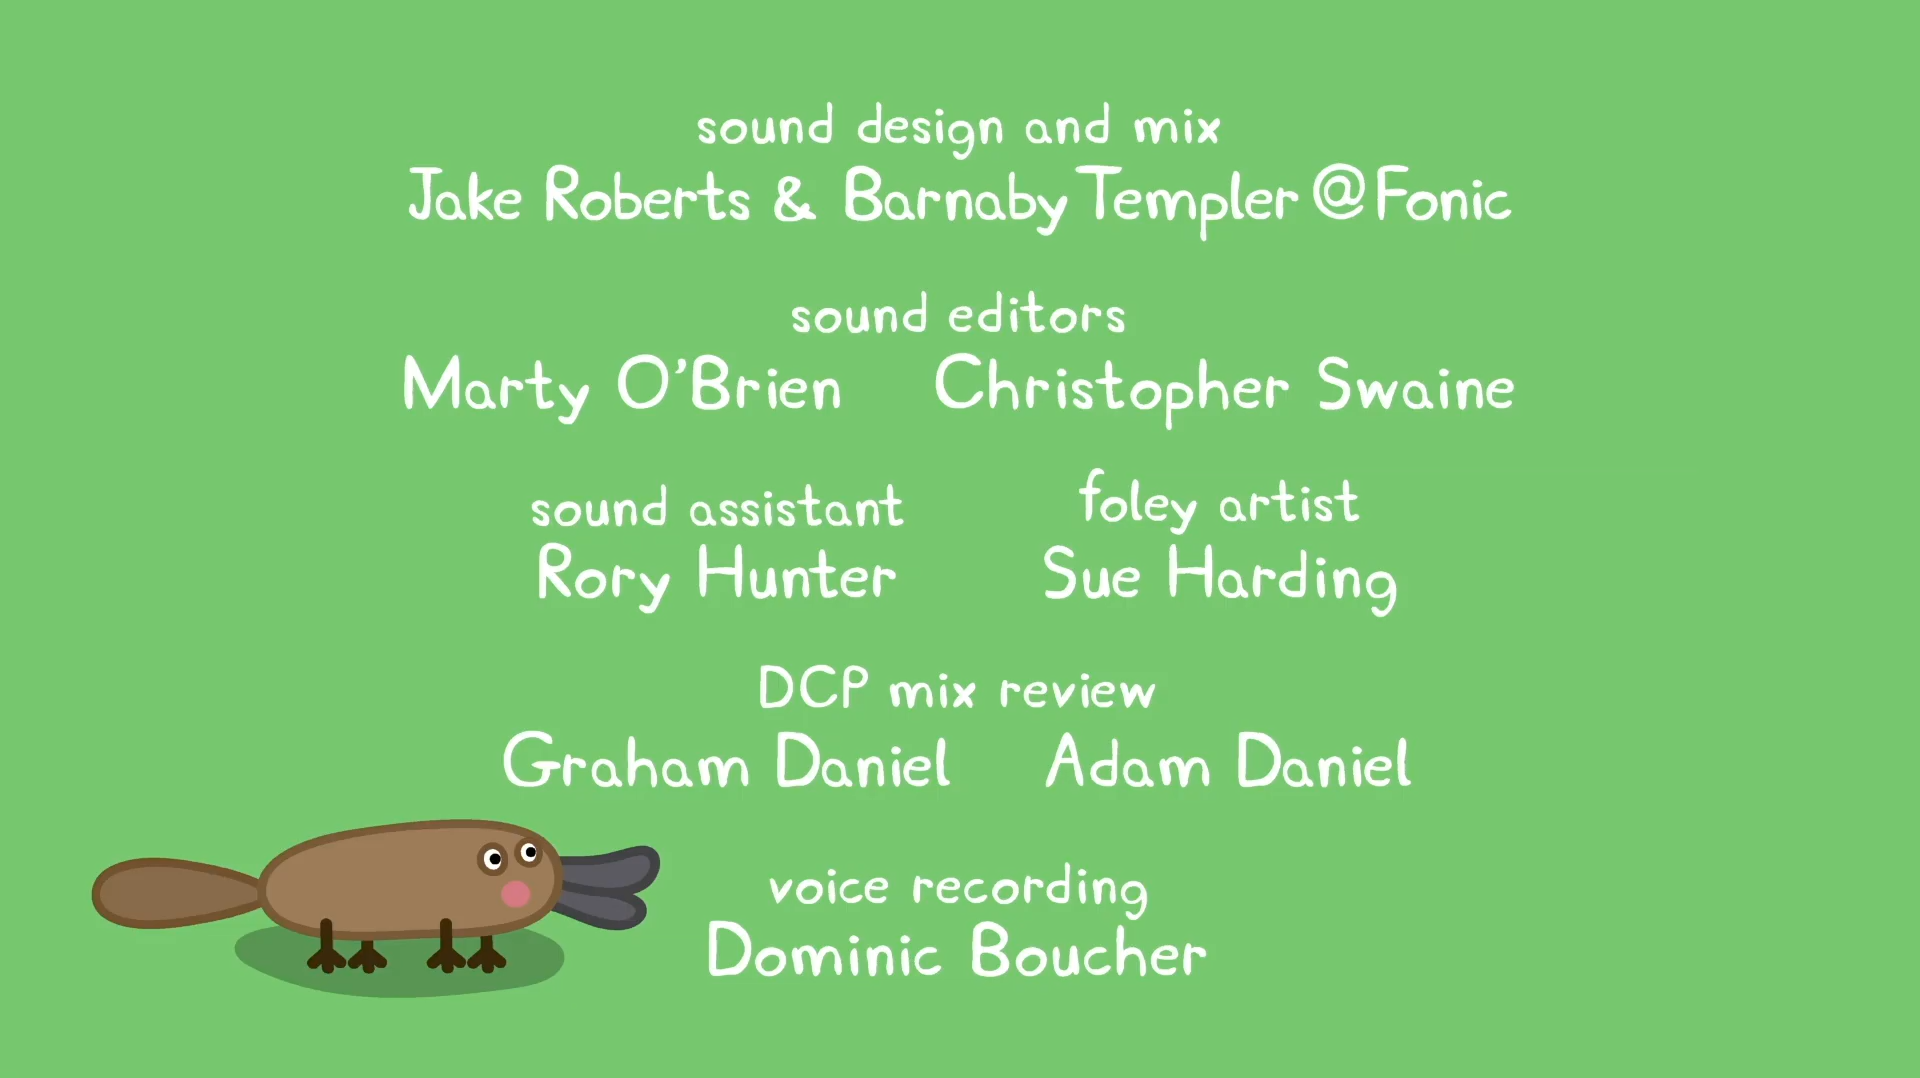 sound design and mix
Jake Roberts & Barnaby Templer @ Fonic
sound editors
Marty O'Brien Christopher Swaine
sound assistant foley artist
Rory Hunter Sue Harding
DCP mix review
Graham Daniel Adam Daniel
voice recording
Dominic Boucher